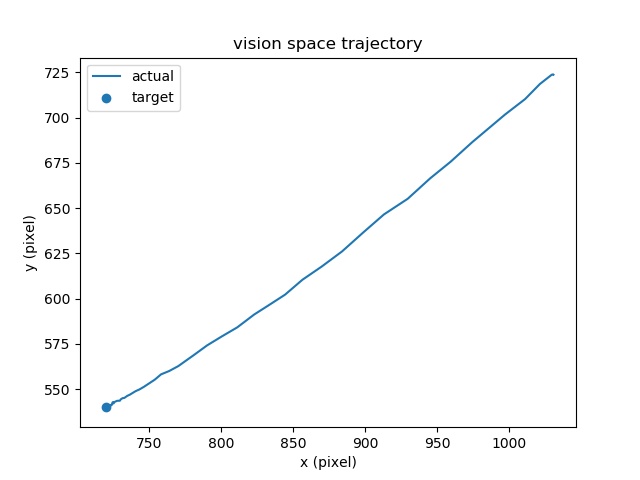 vision space trajectory
actual
target
725
700
675
650
625
600
575
550
y (pixel)
750 800 850 900 950 1000
x (pixel)